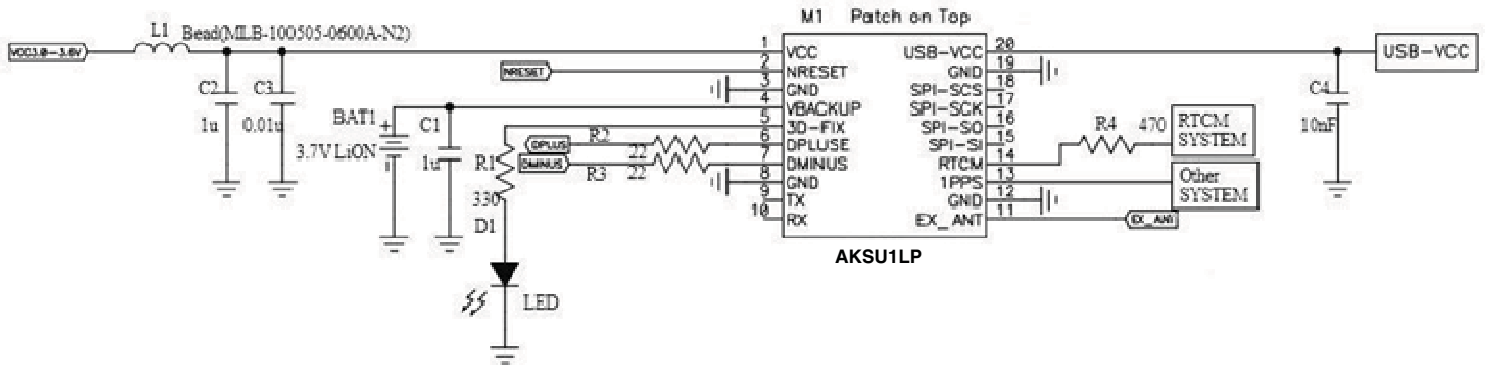 M1 Patch on Top
L1 Bead(MLB-100505-0600A-N2)
VCC3.0-3.6V
C2
1u
C3
0.01u
BAT1
+
3.7V LiON
C1
1u
NRESET
R1
330
D1
LED
DPLUS
R2
22
DMINUS
R3
22
1 VCC
2 NRESET
3 GND
4 VBACKUP
5 3D-FIX
6 DPLUSE
7 DMINUS
8 GND
9 TX
10 RX
USB-VCC 20
GND 19
SPI-SCS 18
SPI-SCK 17
SPI-SO 16
SPI-SI 15
RTCM 14
1PPS 13
GND 12
EX_ANT 11
AKSU1LP
R4 470
RTCM
SYSTEM
Other
SYSTEM
EX_ANT
C4
10nF
USB-VCC